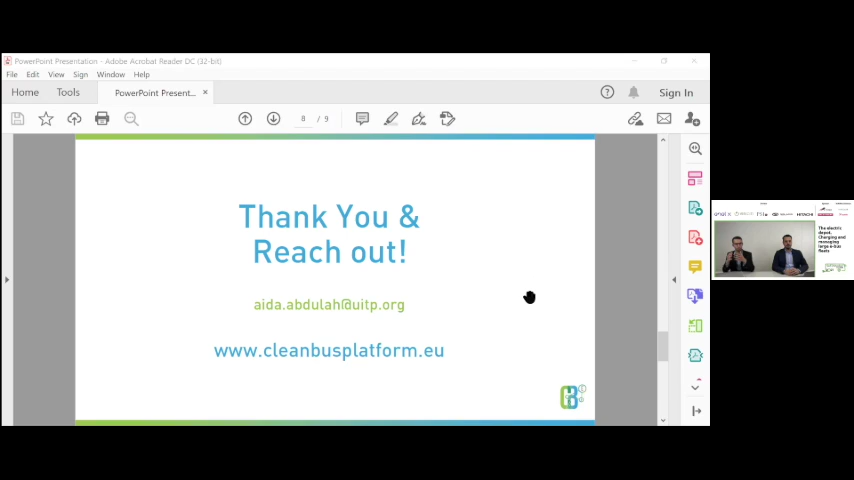 PowerPoint Presentation - Adobe Acrobat Reader DC (32-bit)
File Edit View Sign Window Help
Home Tools PowerPoint Present... × Sign In
8 / 9
Thank You &
Reach out!
aida.abdulah@uitp.org
www.cleanbusplatform.eu
HITACHI
The electric
depot.
Charging and
managing
large e-bus
fleets